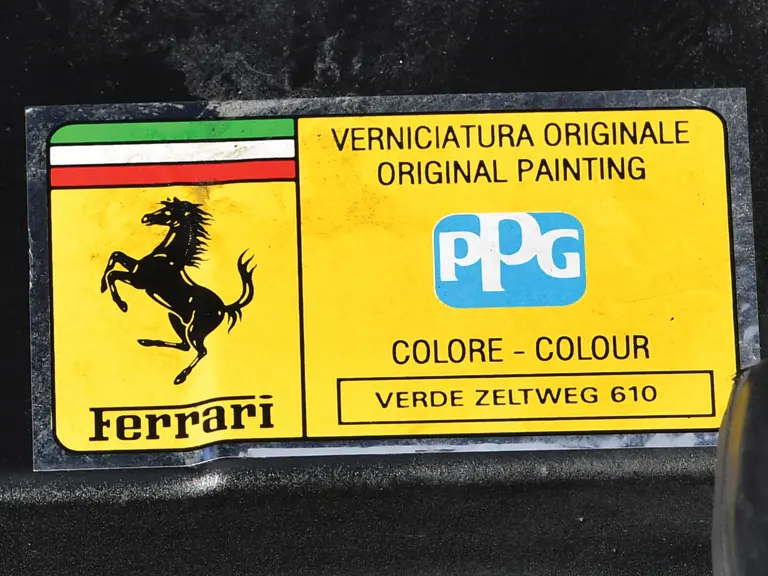 VERNICIATURA ORIGINALE
ORIGINAL PAINTING
PPG
COLORE - COLOUR
VERDE ZELTWEG 610
Ferrari